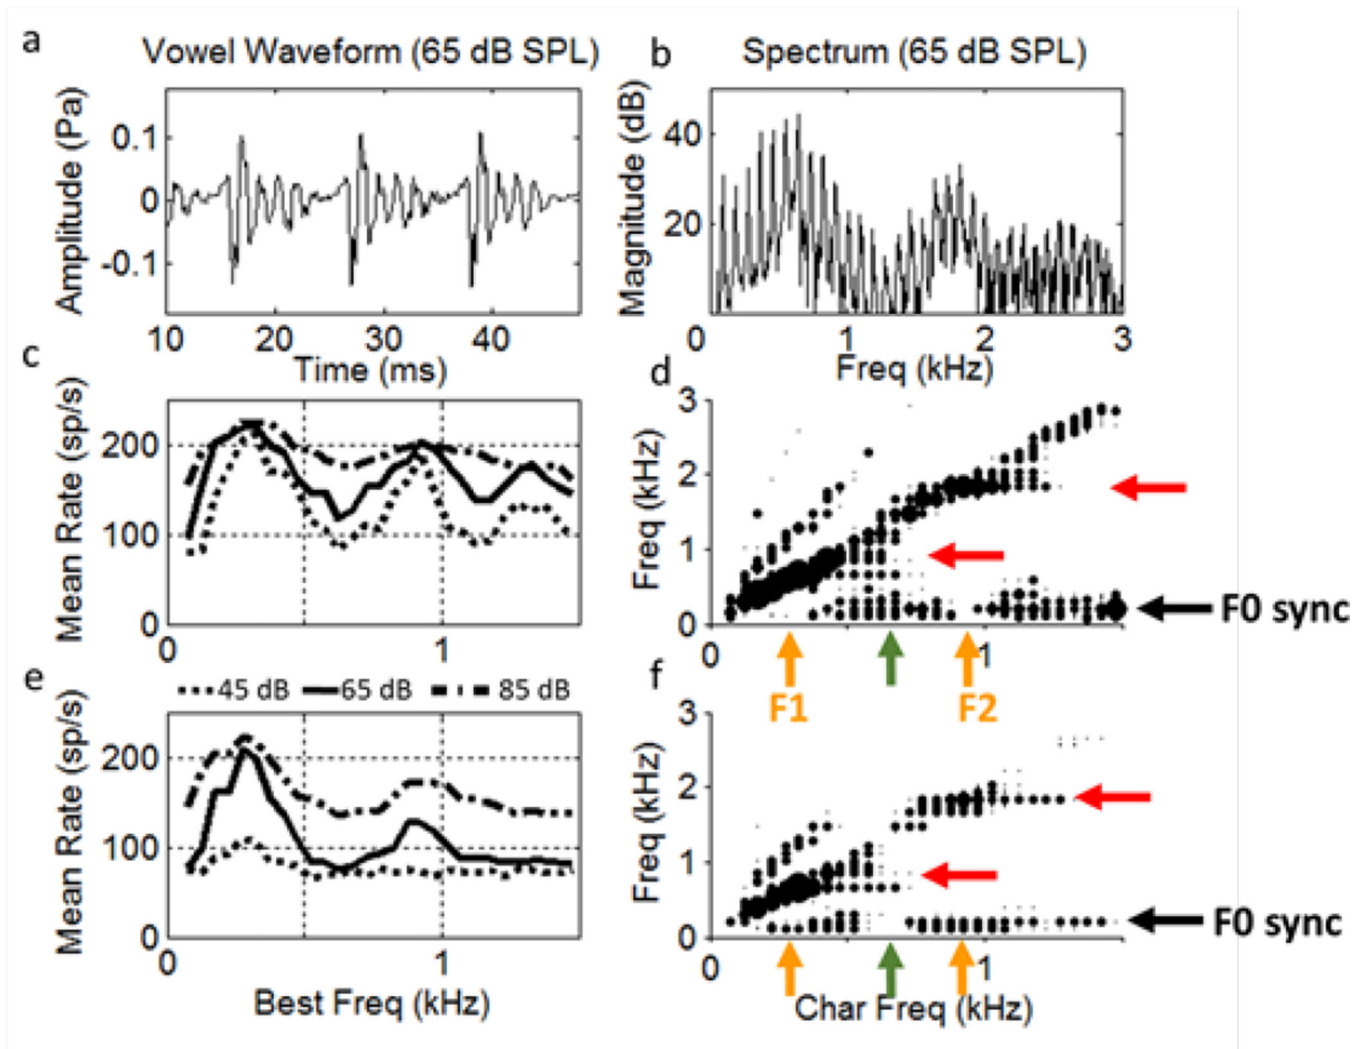 a
Vowel Waveform (65 dB SPL)
Amplitude (Pa)
0.1
0
-0.1
10 20 30 40
Time (ms)
b
Spectrum (65 dB SPL)
Magnitude (dB)
40
20
0 1 2 3
Freq (kHz)
c
Mean Rate (sp/s)
200
100
0
0 1
d
Freq (kHz)
3
2
1
0
0 1
F0 sync
F1 F2
e
45 dB 65 dB 85 dB
Mean Rate (sp/s)
200
100
0
0 1
Best Freq (kHz)
f
Freq (kHz)
3
2
1
0
0 1
F0 sync
Char Freq (kHz)